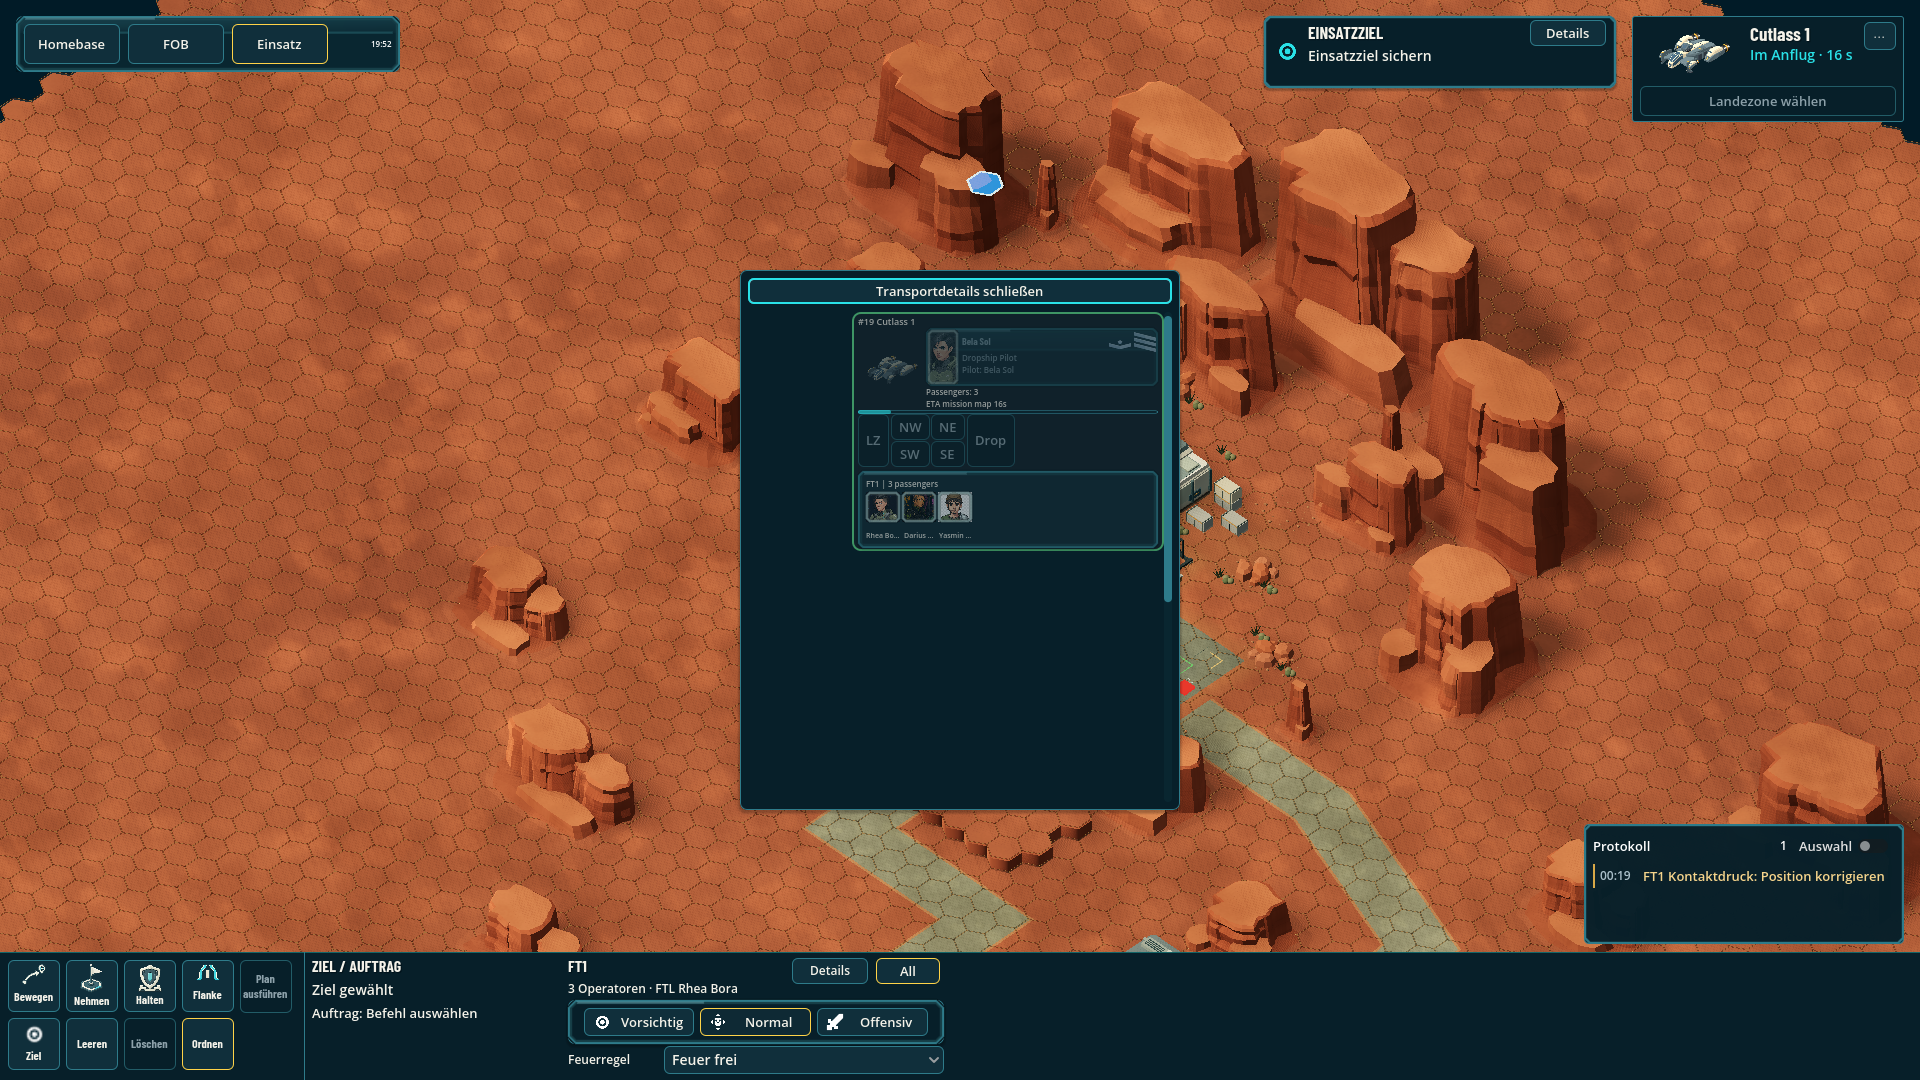 Homebase
FOB
Einsatz
19:52
EINSATZZIEL
Einsatzziel sichern
Details
Cutlass 1
Im Anflug · 16 s
...
Landezone wählen
Transportdetails schließen
#19 Cutlass 1
Bela Sol
Dropship Pilot
Pilot: Bela Sol
Passengers: 3
ETA mission map 16s
LZ
NW
NE
SW
SE
Drop
FT1 | 3 passengers
Rhea Bo...
Darius ...
Yasmin ...
Protokoll
1
Auswahl
00:19 FT1 Kontaktdruck: Position korrigieren
Bewegen
Nehmen
Halten
Flanke
Plan
ausführen
Ziel
Leeren
Löschen
Ordnen
ZIEL / AUFTRAG
Ziel gewählt
Auftrag: Befehl auswählen
FT1
Details
All
3 Operatoren · FTL Rhea Bora
Vorsichtig
Normal
Offensiv
Feuerregel
Feuer frei